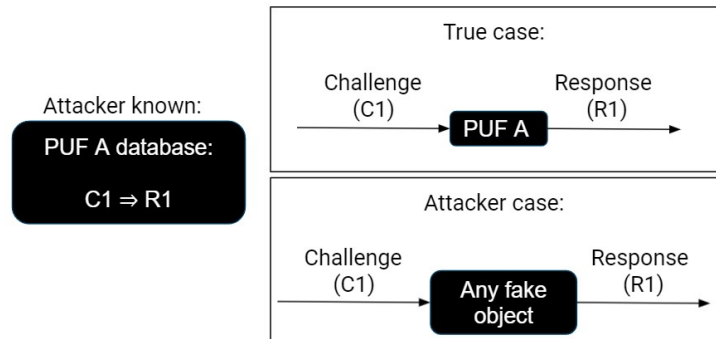 Attacker known:
PUF A database:
C1 ⇒ R1
True case:
Challenge
(C1)
PUF A
Response
(R1)
Attacker case:
Challenge
(C1)
Any fake
object
Response
(R1)